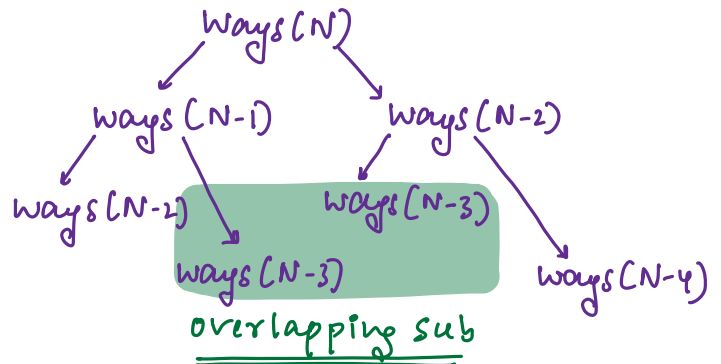 ways(N)
ways(N-1) ways(N-2)
ways(N-2) ways(N-3)
ways(N-3) ways(N-4)
overlapping sub